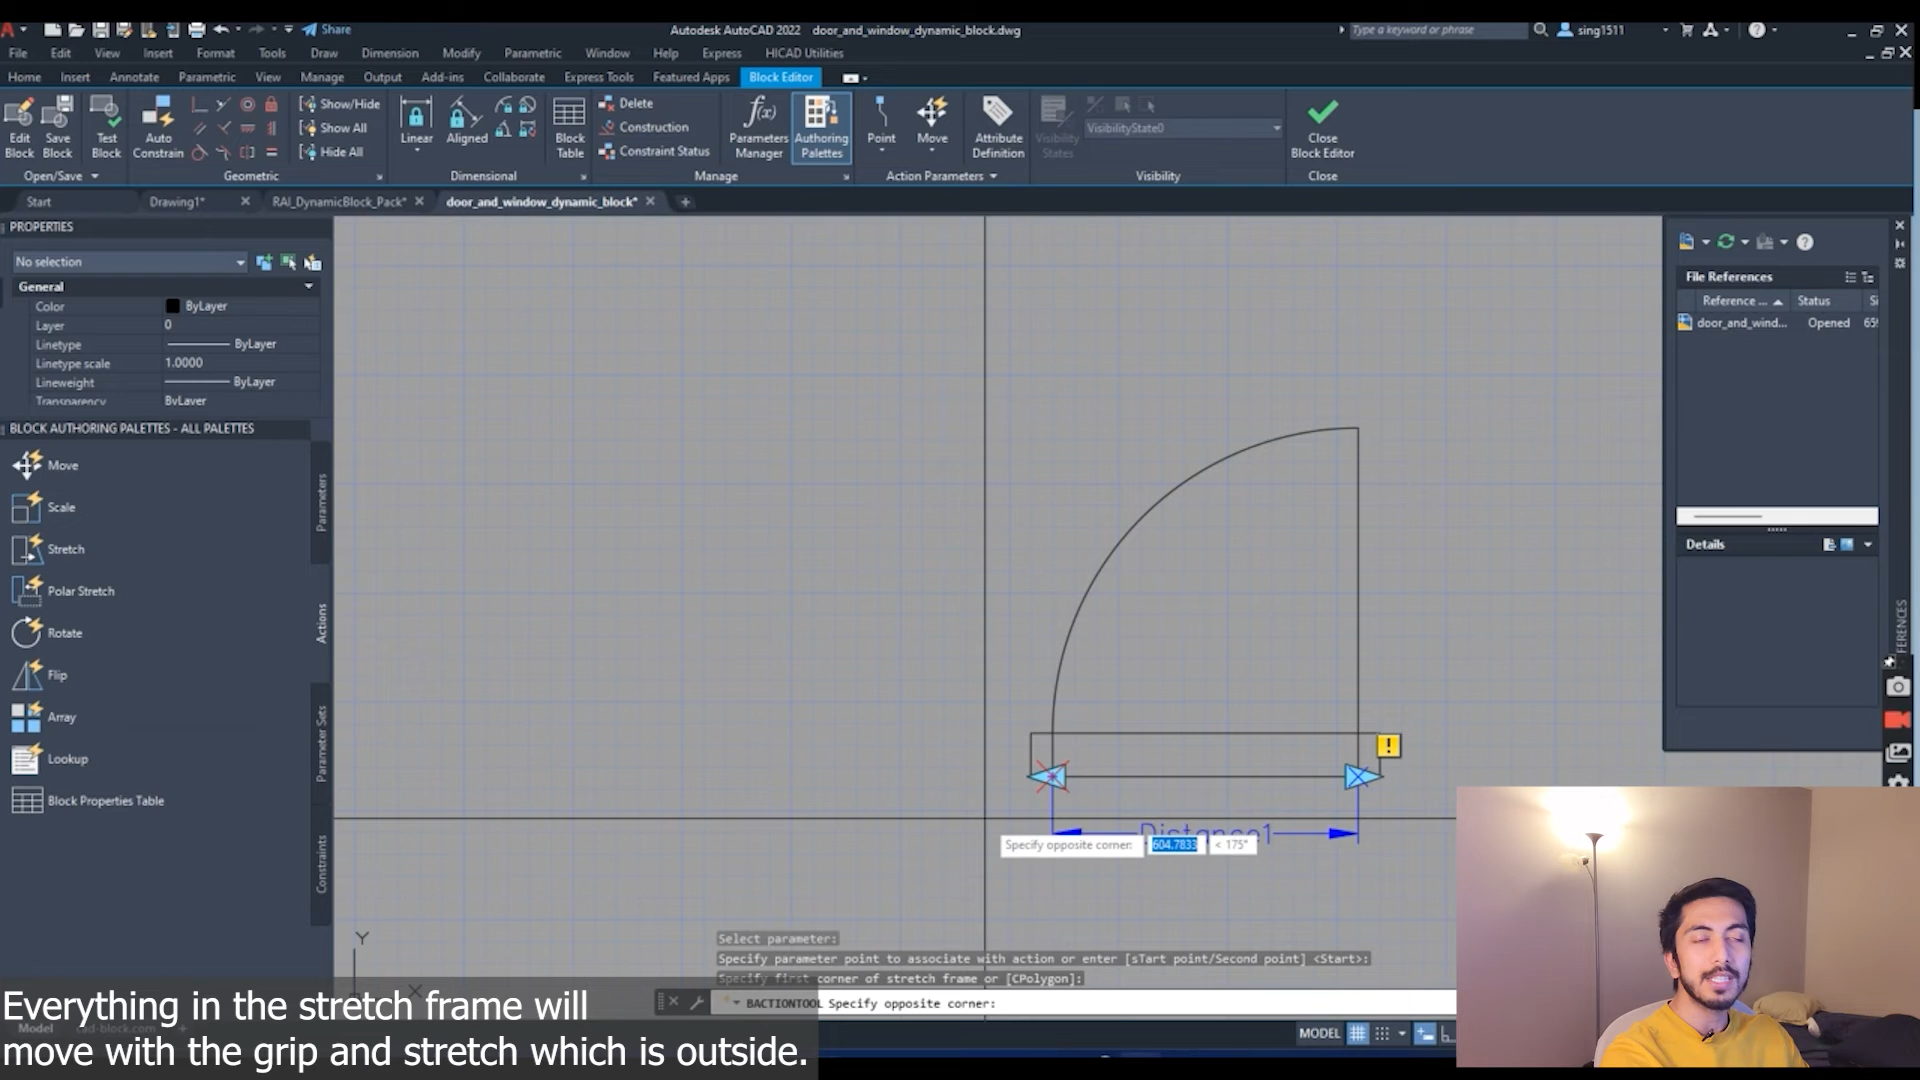 Share
Autodesk AutoCAD 2022 door_and_window_dynamic_block.dwg
Type a keyword or phrase
sing1511
File Edit View Insert Format Tools Draw Dimension Modify Parametric Window Help Express HICAD Utilities
Home Insert Annotate Parametric View Manage Output Add-ins Collaborate Express Tools Featured Apps Block Editor
Edit Block
Save Block
Test Block
Auto Constrain
Show/Hide
Show All
Hide All
Linear
Aligned
Block Table
Delete
Construction
Constraint Status
Parameters Manager
Authoring Palettes
Point
Move
Attribute Definition
Visibility States
VisibilityState0
Close Block Editor
Open/Save Geometric Dimensional Manage Action Parameters Visibility Close
Start Drawing1* RAI_DynamicBlock_Pack* door_and_window_dynamic_block*
PROPERTIES
No selection
General
Color ByLayer
Layer 0
Linetype ByLayer
Linetype scale 1.0000
Lineweight ByLayer
Transparency ByLayer
BLOCK AUTHORING PALETTES - ALL PALETTES
Move
Scale
Stretch
Polar Stretch
Rotate
Flip
Array
Lookup
Block Properties Table
Parameters
Actions
Parameter Sets
Constraints
File References
Reference ... Status
door_and_wind... Opened
Details
Distance1
Specify opposite corner: 604.7833 < 175°
Y
X
Select parameter:
Specify parameter point to associate with action or enter [sTart point/Second point] <Start>:
Specify first corner of stretch frame or [CPolygon]:
BACTIONTOOL Specify opposite corner:
Everything in the stretch frame will
Model cad-block.com +
move with the grip and stretch which is outside.
MODEL